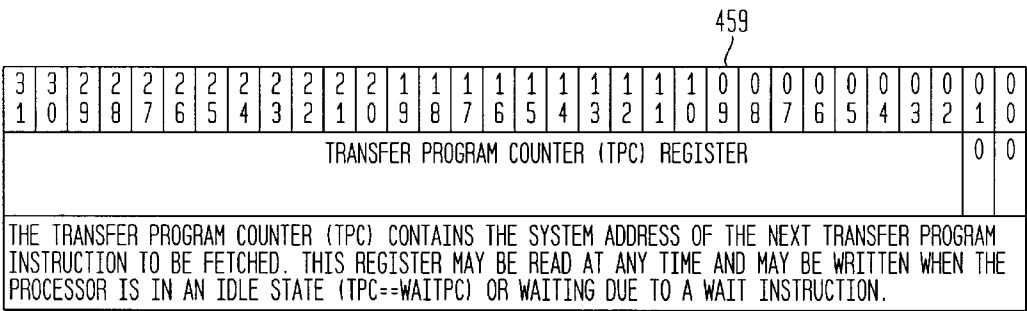 459
3 3 2 2 2 2 2 2 2 2 2 2 1 1 1 1 1 1 1 1 1 1 0 0 0 0 0 0 0 0 0 0
1 0 9 8 7 6 5 4 3 2 1 0 9 8 7 6 5 4 3 2 1 0 9 8 7 6 5 4 3 2 1 0
TRANSFER PROGRAM COUNTER (TPC) REGISTER 0 0
THE TRANSFER PROGRAM COUNTER (TPC) CONTAINS THE SYSTEM ADDRESS OF THE NEXT TRANSFER PROGRAM
INSTRUCTION TO BE FETCHED. THIS REGISTER MAY BE READ AT ANY TIME AND MAY BE WRITTEN WHEN THE
PROCESSOR IS IN AN IDLE STATE (TPC==WAITPC) OR WAITING DUE TO A WAIT INSTRUCTION.